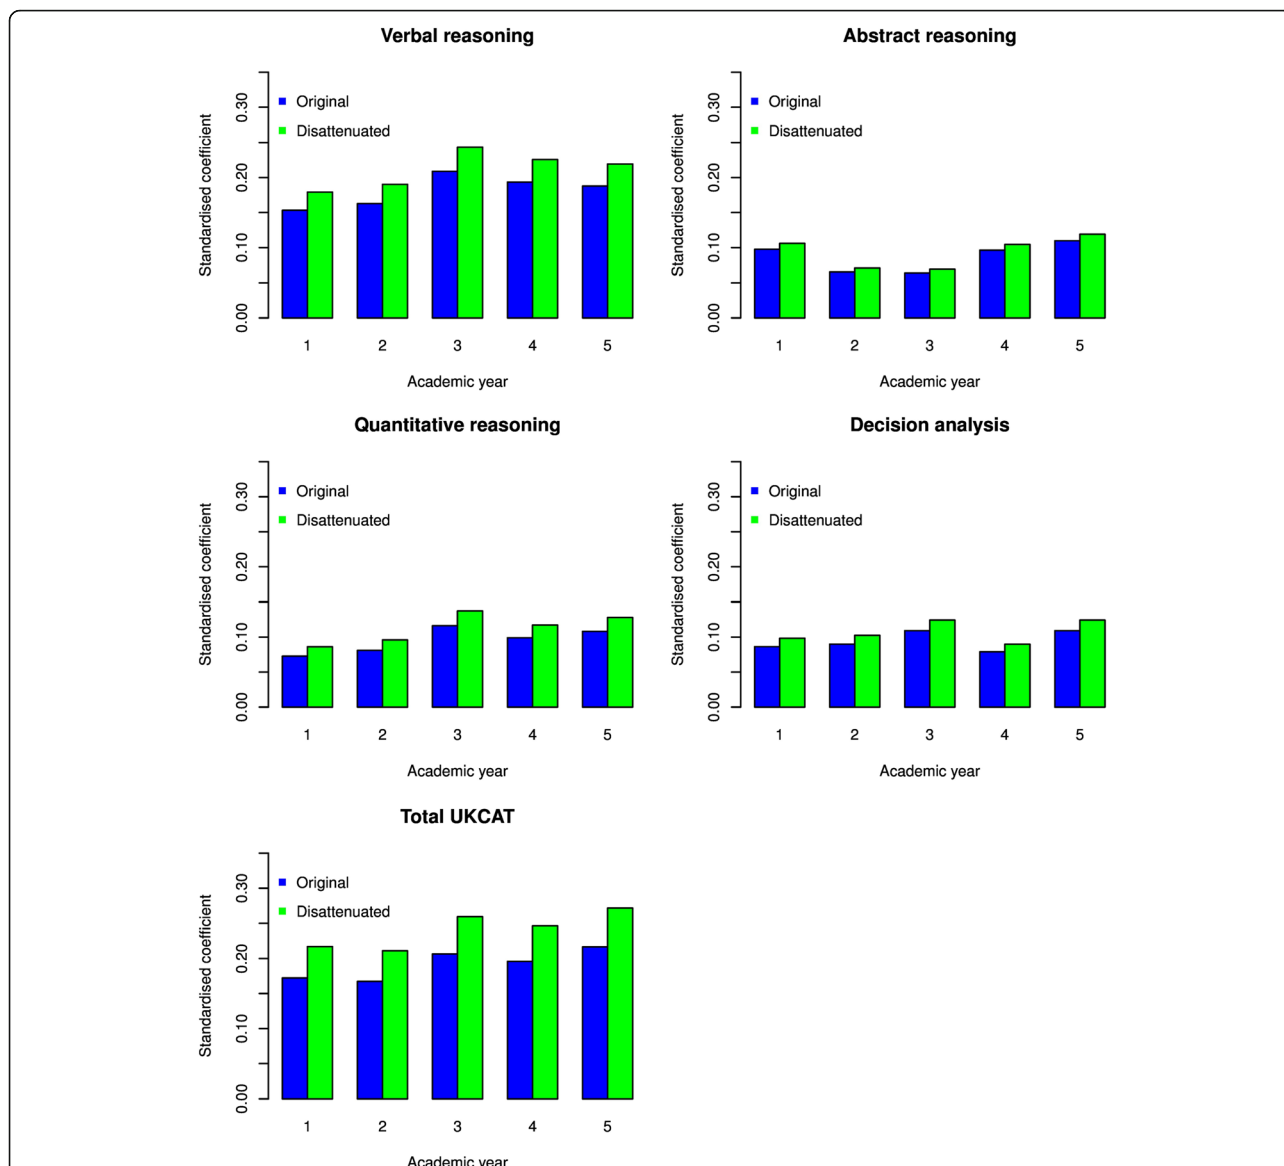 Verbal reasoning
Standardised coefficient
0.30
0.20
0.10
0.00
Original
Disattenuated
1 2 3 4 5
Academic year
Abstract reasoning
Standardised coefficient
0.30
0.20
0.10
0.00
Original
Disattenuated
1 2 3 4 5
Academic year
Quantitative reasoning
Standardised coefficient
0.30
0.20
0.10
0.00
Original
Disattenuated
1 2 3 4 5
Academic year
Decision analysis
Standardised coefficient
0.30
0.20
0.10
0.00
Original
Disattenuated
1 2 3 4 5
Academic year
Total UKCAT
Standardised coefficient
0.30
0.20
0.10
0.00
Original
Disattenuated
1 2 3 4 5
Academic year